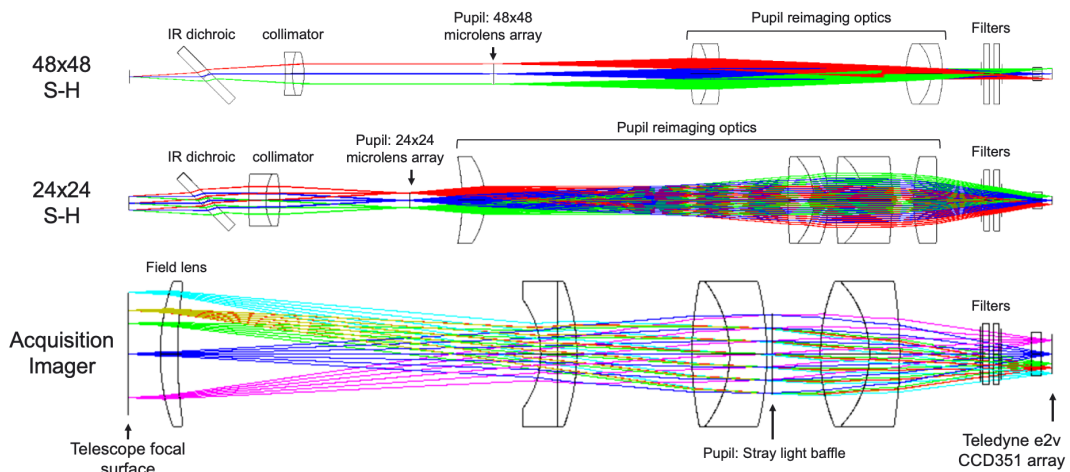 Pupil: 48x48
microlens array
Pupil reimaging optics
IR dichroic
collimator
Filters
48x48
S-H
Pupil: 24x24
microlens array
Pupil reimaging optics
IR dichroic
collimator
Filters
24x24
S-H
Field lens
Filters
Acquisition
Imager
Telescope focal
surface
Pupil: Stray light baffle
Teledyne e2v
CCD351 array